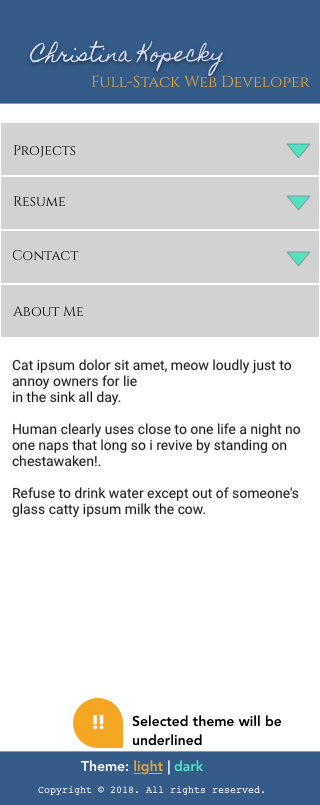 Christina Kopecky
Full-Stack Web Developer
Projects
Resume
Contact
About Me
Cat ipsum dolor sit amet, meow loudly just to
annoy owners for lie
in the sink all day.
Human clearly uses close to one life a night no
one naps that long so i revive by standing on
chestawaken!.
Refuse to drink water except out of someone's
glass catty ipsum milk the cow.
!!
Selected theme will be
underlined
Theme: light | dark
Copyright © 2018. All rights reserved.